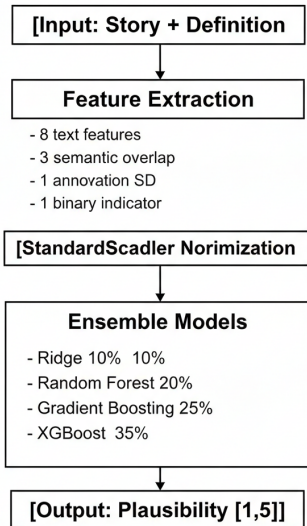 [Input: Story + Definition
Feature Extraction
- 8 text features
- 3 semantic overlap
- 1 annovation SD
- 1 binary indicator
[StandardScadler Norimization
Ensemble Models
- Ridge 10% 10%
- Random Forest 20%
- Gradient Boosting 25%
- XGBoost 35%
[Output: Plausibility [1,5]]